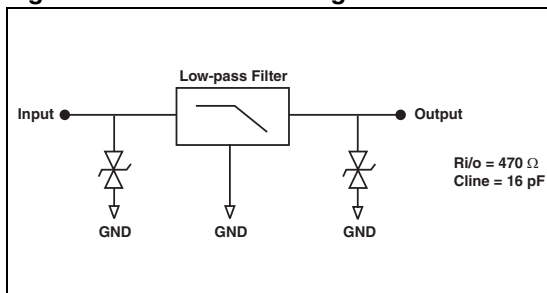 Low-pass Filter
Input
Output
Ri/o = 470 Ω
Cline = 16 pF
GND
GND
GND